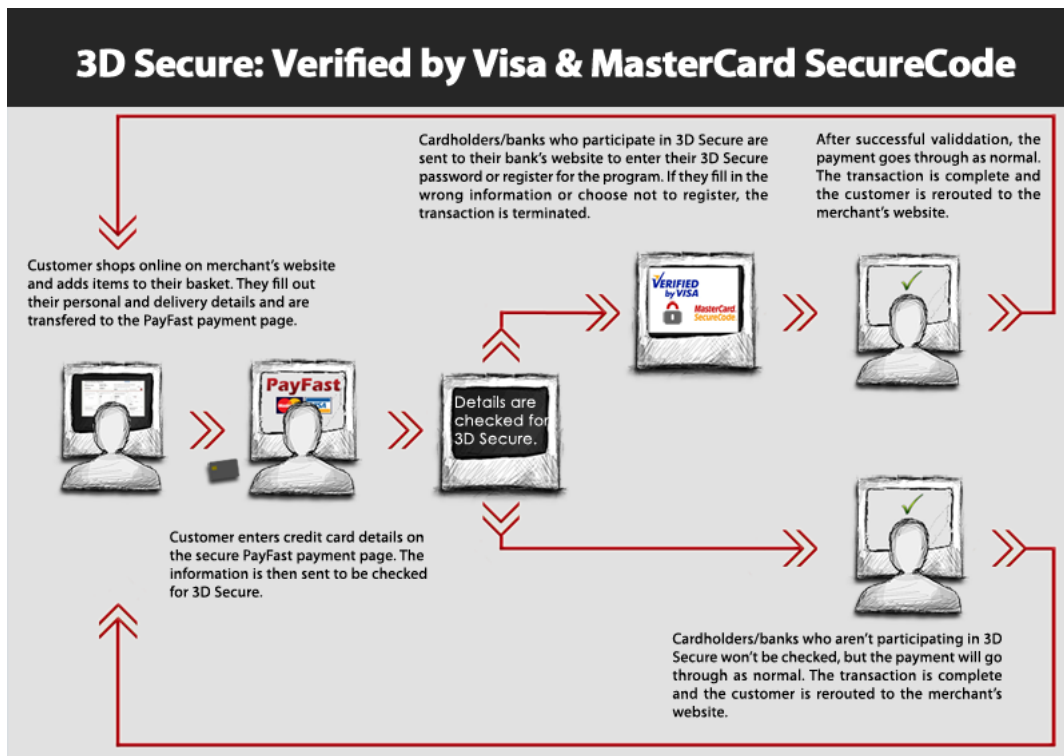 3D Secure: Verified by Visa & MasterCard SecureCode
Cardholders/banks who participate in 3D Secure are
sent to their bank's website to enter their 3D Secure
password or register for the program. If they fill in the
wrong information or choose not to register, the
transaction is terminated.
After successful validdation, the
payment goes through as normal.
The transaction is complete and
the customer is rerouted to the
merchant's website.
Customer shops online on merchant's website
and adds items to their basket. They fill out
their personal and delivery details and are
transfered to the PayFast payment page.
VERIFIED
by VISA
MasterCard
SecureCode
PayFast
VISA
Details are
checked for
3D Secure.
Customer enters credit card details on
the secure PayFast payment page. The
information is then sent to be checked
for 3D Secure.
Cardholders/banks who aren't participating in 3D
Secure won't be checked, but the payment will go
through as normal. The transaction is complete
and the customer is rerouted to the merchant's
website.